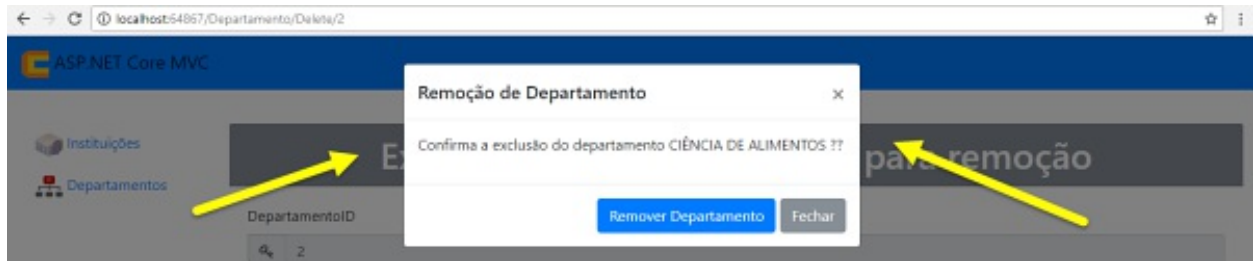 localhost:64867/Departamento/Delete/2
ASP.NET Core MVC
Remoção de Departamento ×
Instituições
Confirma a exclusão do departamento CIÊNCIA DE ALIMENTOS ??
para remoção
Departamentos
Remover Departamento Fechar
DepartamentoID
2